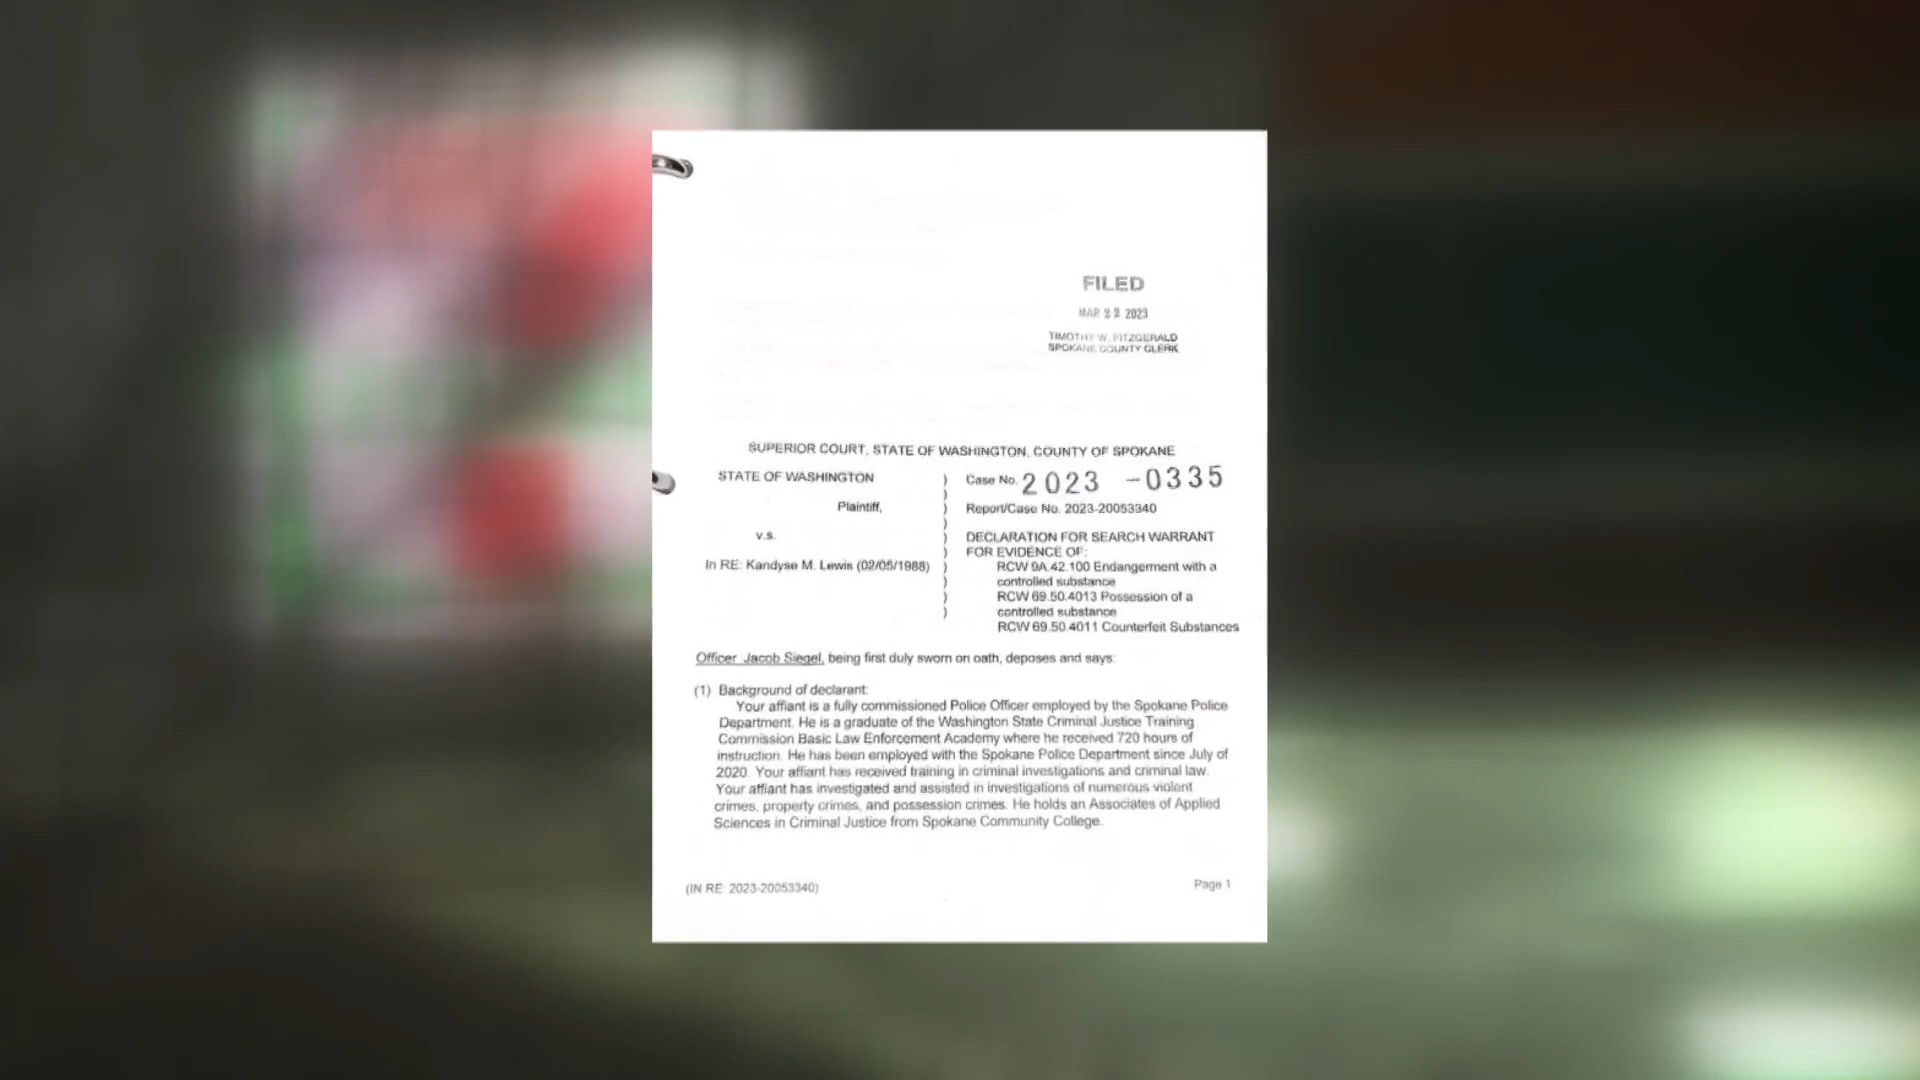 FILED
MAR 22 2023
TIMOTHY W. FITZGERALD
SPOKANE COUNTY CLERK
SUPERIOR COURT, STATE OF WASHINGTON, COUNTY OF SPOKANE
STATE OF WASHINGTON
Plaintiff,
v.s.
In RE: Kandyse M. Lewis (09/05/1988)
)
)
)
)
)
)
)
)
)
)
Case No. 2023 -0335
Report/Case No. 2023-20053340
DECLARATION FOR SEARCH WARRANT
FOR EVIDENCE OF:
RCW 9A.42.100 Endangerment with a
controlled substance
RCW 69.50.4013 Possession of a
controlled substance
RCW 69.50.4011 Counterfeit Substances
Officer Jacob Siegel, being first duly sworn on oath, deposes and says:
(1) Background of declarant:
Your affiant is a fully commissioned Police Officer employed by the Spokane Police
Department. He is a graduate of the Washington State Criminal Justice Training
Commission Basic Law Enforcement Academy where he received 720 hours of
instruction. He has been employed with the Spokane Police Department since July of
2020. Your affiant has received training in criminal investigations and criminal law.
Your affiant has investigated and assisted in investigations of numerous violent
crimes, property crimes, and possession crimes. He holds an Associates of Applied
Sciences in Criminal Justice from Spokane Community College.
(IN RE: 2023-20053340)
Page 1